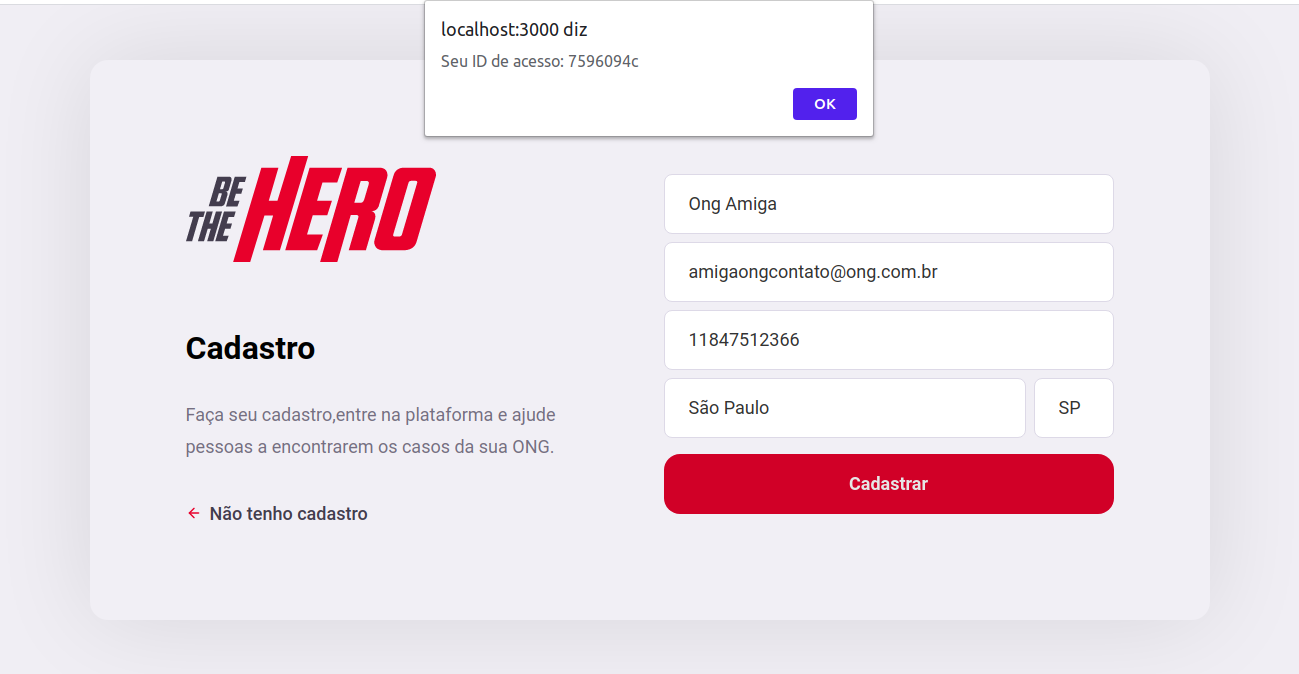 localhost:3000 diz
Seu ID de acesso: 7596094c
OK
BE
THE
HERO
Cadastro
Faça seu cadastro,entre na plataforma e ajude
pessoas a encontrarem os casos da sua ONG.
Não tenho cadastro
Ong Amiga
amigaongcontato@ong.com.br
11847512366
São Paulo
SP
Cadastrar